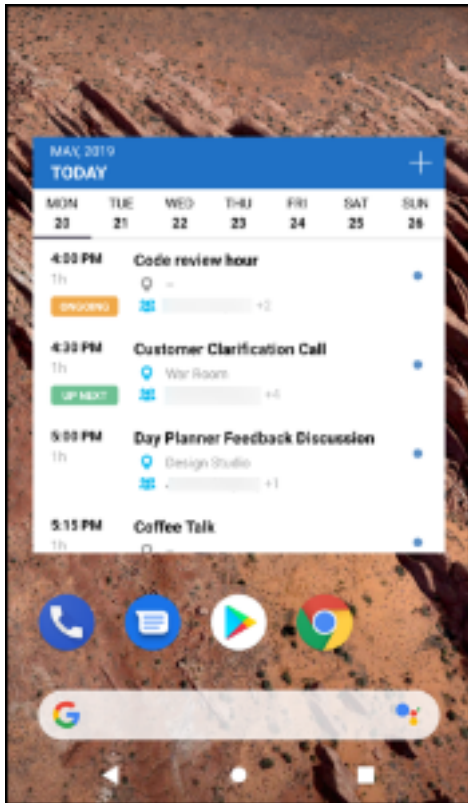 MAY, 2019
TODAY
MON TUE WED THU FRI SAT SUN
20 21 22 23 24 25 26
4:00 PM Code review hour
1h –
ONGOING +2
4:30 PM Customer Clarification Call
1h War Room
UP NEXT +4
5:00 PM Day Planner Feedback Discussion
1h Design Studio
+1
5:15 PM Coffee Talk
1h –